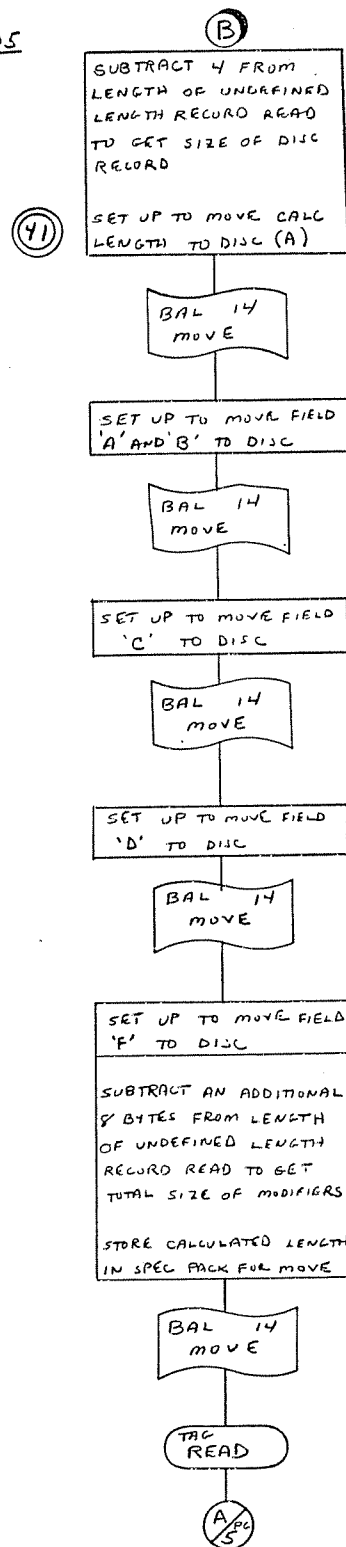 B
SUBTRACT 4 FROM
LENGTH OF UNDEFINED
LENGTH RECORD READ
TO GET SIZE OF DISC
RECORD
SET UP TO MOVE CALC
LENGTH TO DISC (A)
41
BAL 14
MOVE
SET UP TO MOVE FIELD
'A' AND 'B' TO DISC
BAL 14
MOVE
SET UP TO MOVE FIELD
'C' TO DISC
BAL 14
MOVE
SET UP TO MOVE FIELD
'D' TO DISC
BAL 14
MOVE
SET UP TO MOVE FIELD
'F' TO DISC
SUBTRACT AN ADDITIONAL
8 BYTES FROM LENGTH
OF UNDEFINED LENGTH
RECORD READ TO GET
TOTAL SIZE OF MODIFIERS
STORE CALCULATED LENGTH
IN SPEC PACK FOR MOVE
BAL 14
MOVE
TAG
READ
A PG
5